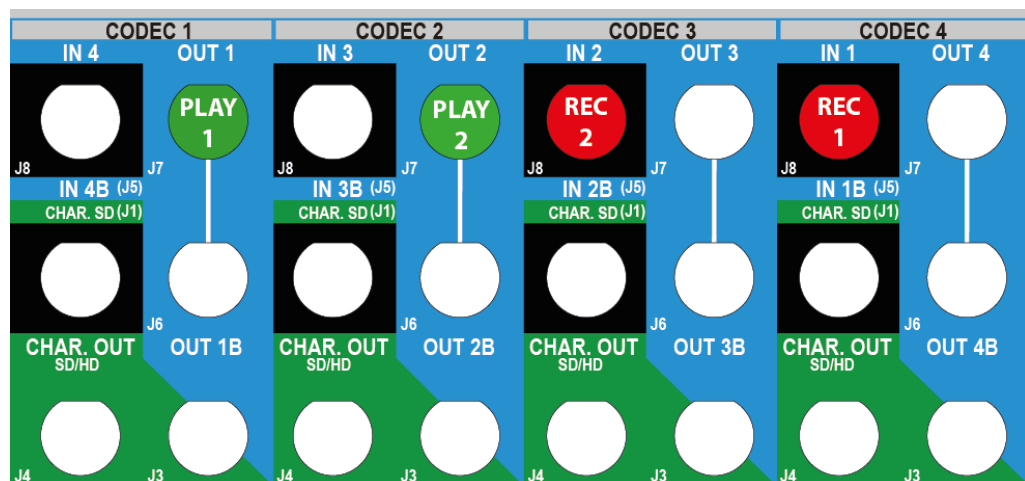 CODEC 1 CODEC 2 CODEC 3 CODEC 4
IN 4 OUT 1 IN 3 OUT 2 IN 2 OUT 3 IN 1 OUT 4
PLAY PLAY REC REC
1 2 2 1
J8 J7 J8 J7 J8 J7 J8 J7
IN 4B (J5) IN 3B (J5) IN 2B (J5) IN 1B (J5)
CHAR. SD (J1) CHAR. SD (J1) CHAR. SD (J1) CHAR. SD (J1)
J6 J6 J6 J6
CHAR. OUT OUT 1B CHAR. OUT OUT 2B CHAR. OUT OUT 3B CHAR. OUT OUT 4B
SD/HD SD/HD SD/HD SD/HD
J4 J3 J4 J3 J4 J3 J4 J3